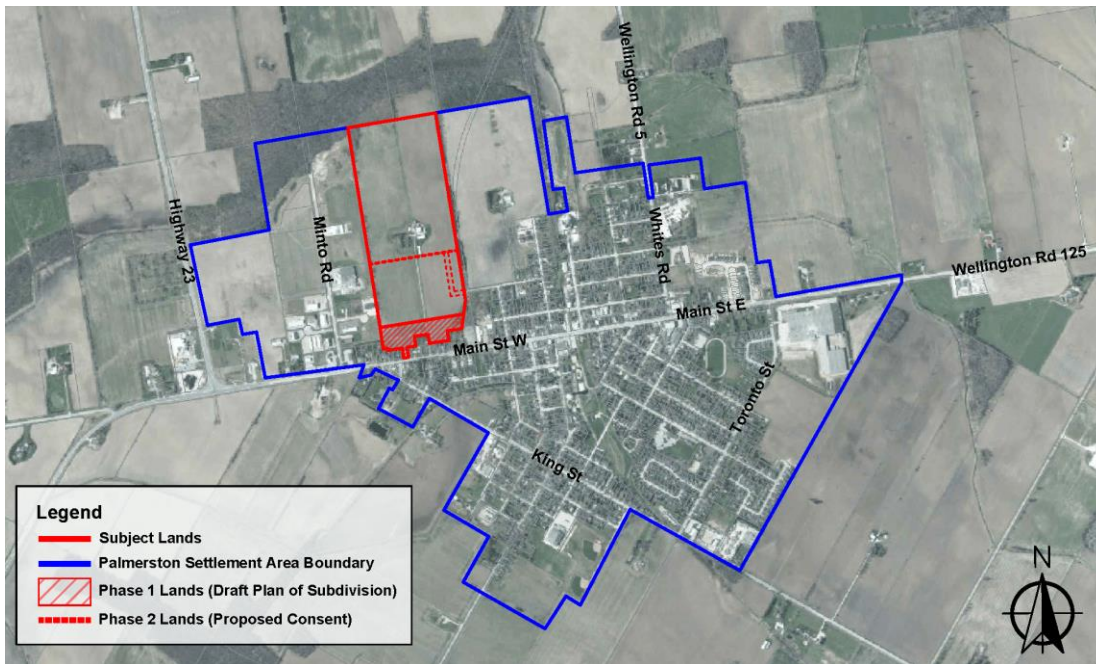 Wellington Rd 5
Highway 23
Minto Rd
Whites Rd
Wellington Rd 125
Main St E
Main St W
Toronto St
King St
Legend
Subject Lands
Palmerston Settlement Area Boundary
Phase 1 Lands (Draft Plan of Subdivision)
Phase 2 Lands (Proposed Consent)
N